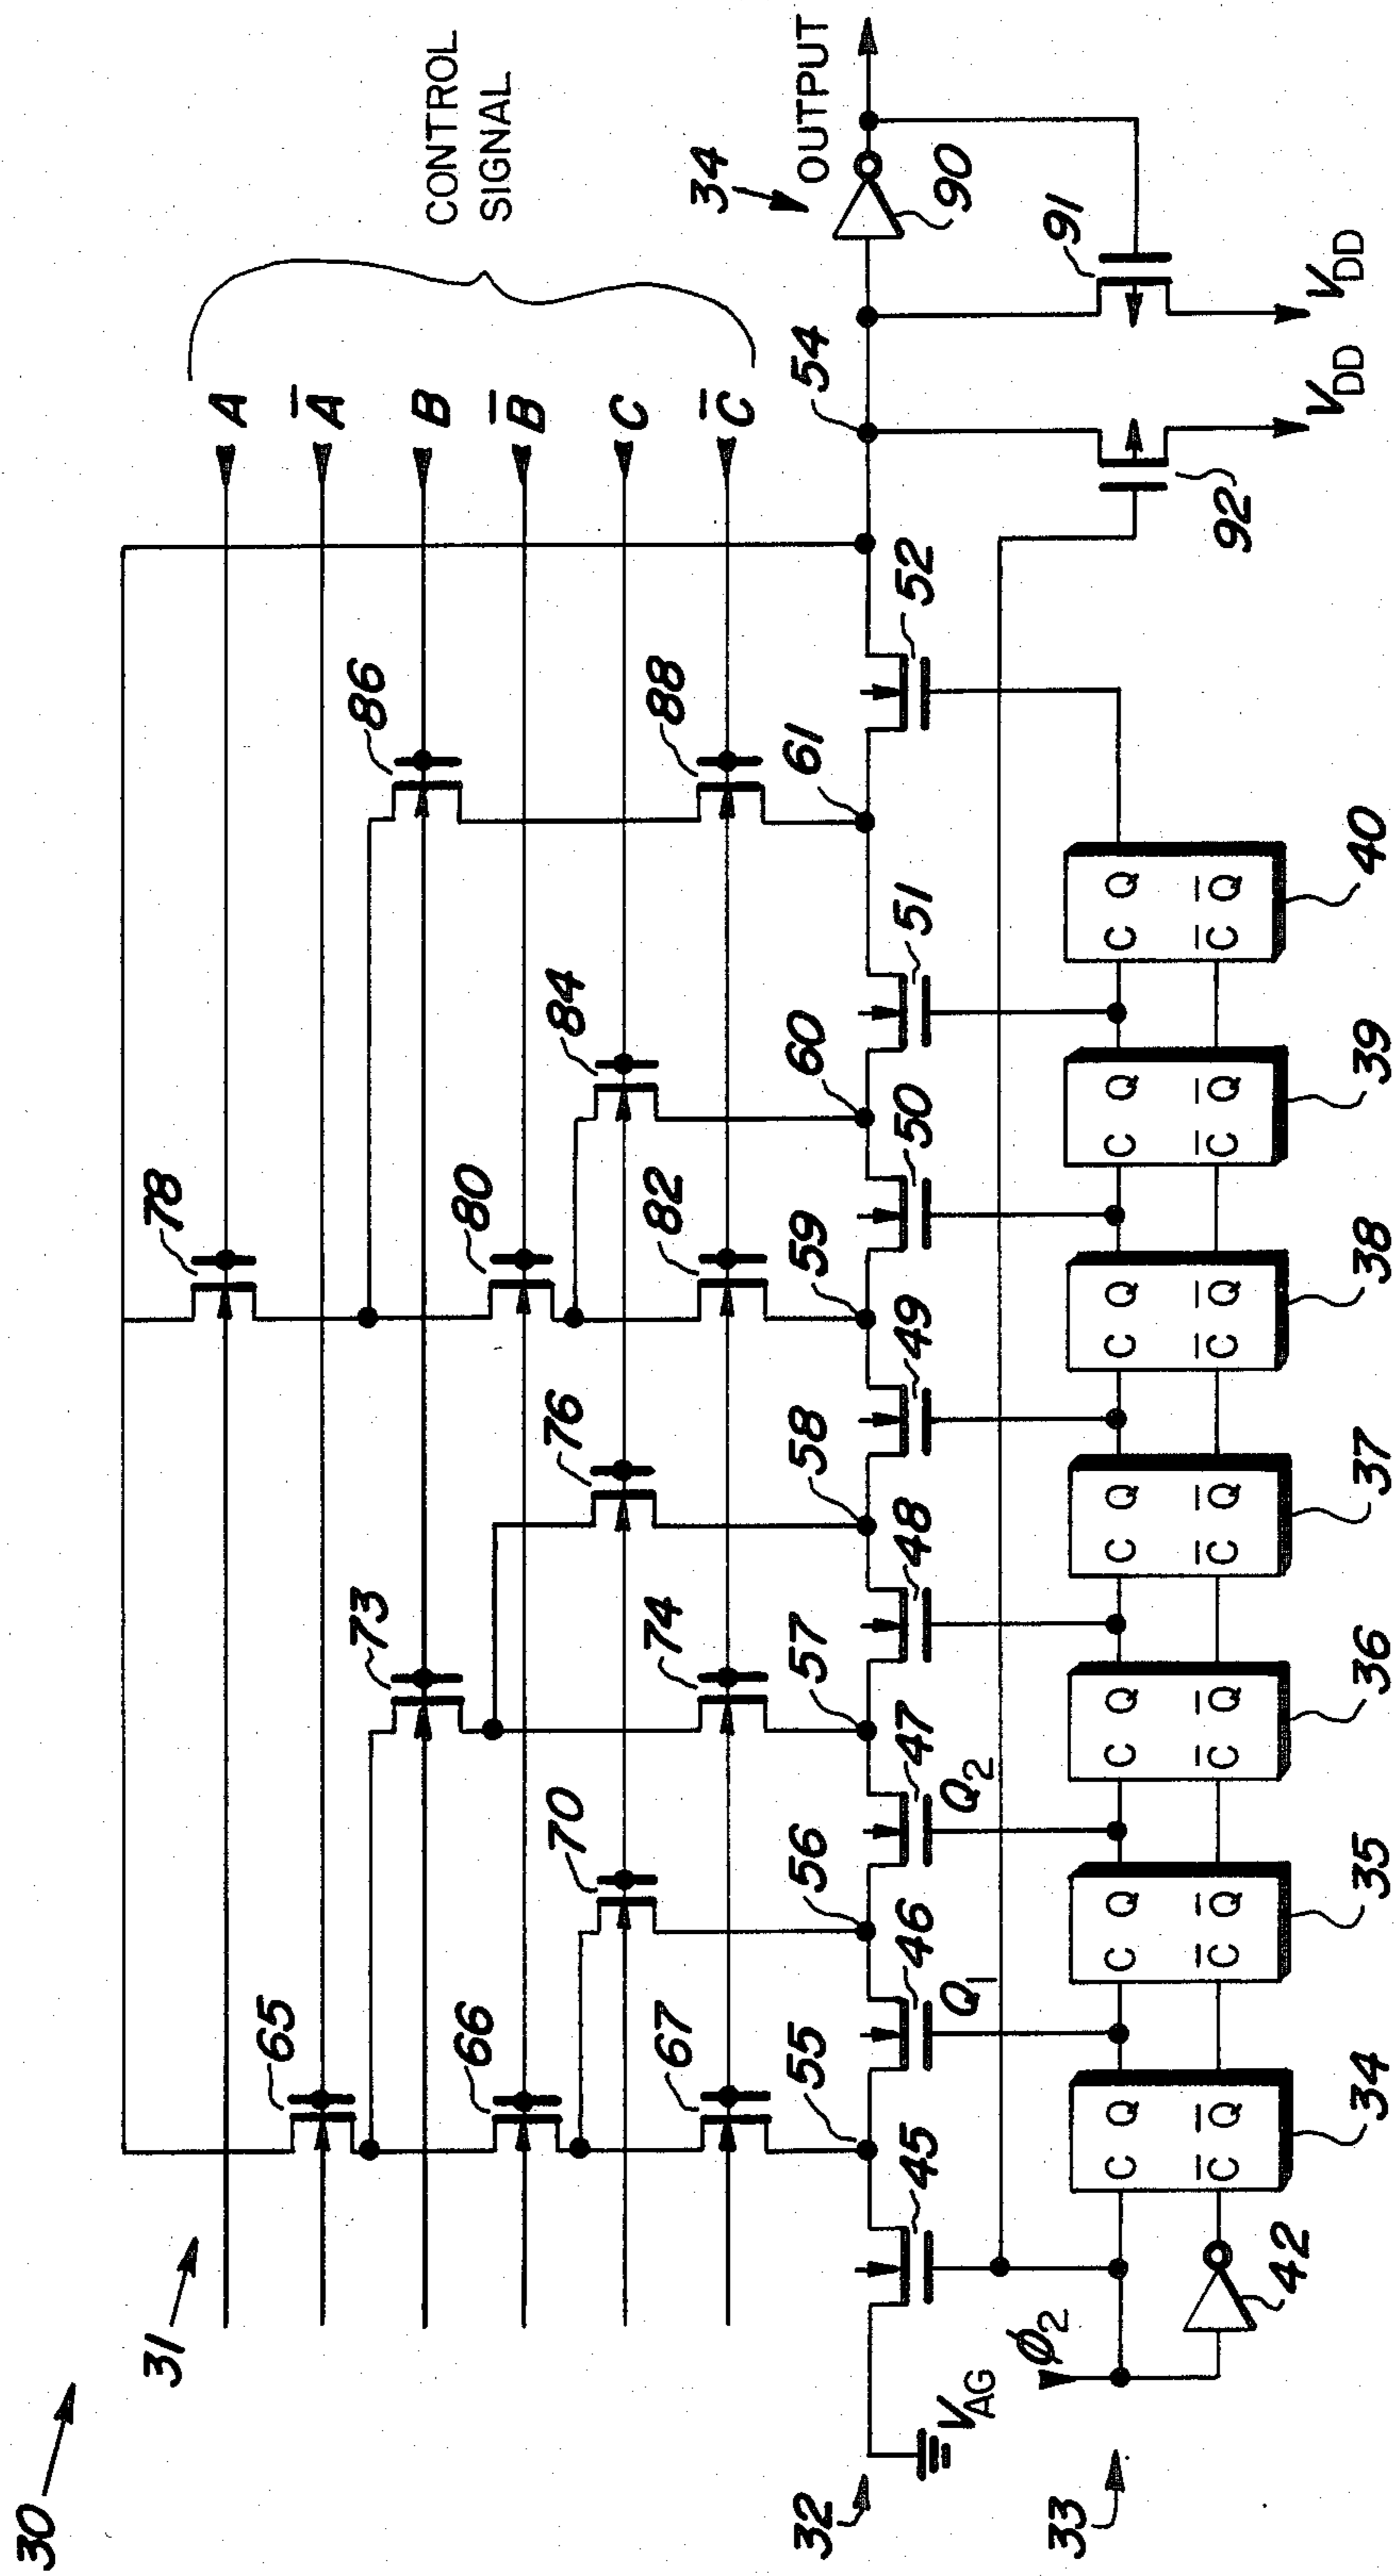 30
31
A
A̅
B
B̅
C
C̅
CONTROL
SIGNAL
65
78
73
86
66
80
70
76
84
67
74
82
88
32
55
56
57
58
59
60
61
54
34
OUTPUT
V_AG
45
46
47
48
49
50
51
52
90
Q₁
Q₂
92
91
V_DD
V_DD
33
ϕ₂
42
C Q
C̅ Q̅
C Q
C̅ Q̅
C Q
C̅ Q̅
C Q
C̅ Q̅
C Q
C̅ Q̅
C Q
C̅ Q̅
C Q
C̅ Q̅
34
35
36
37
38
39
40